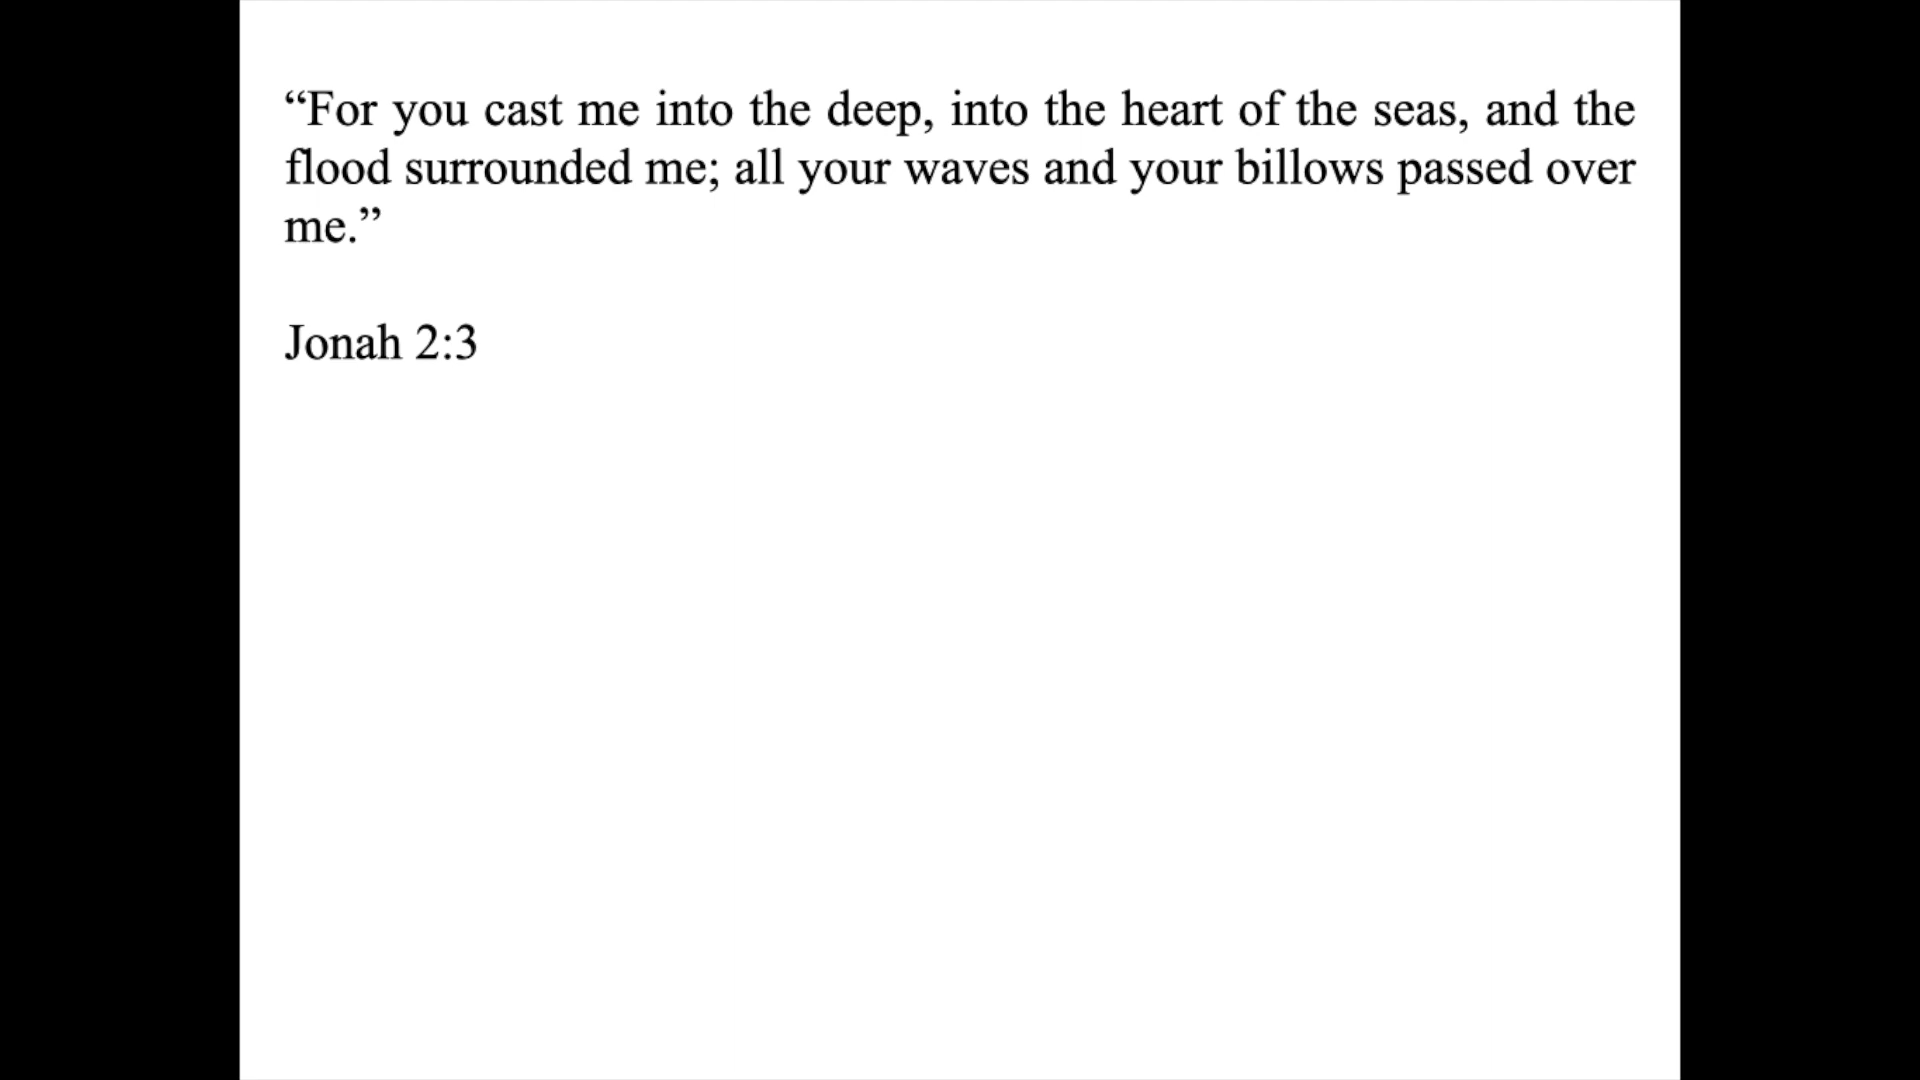 “For you cast me into the deep, into the heart of the seas, and the
flood surrounded me; all your waves and your billows passed over
me.”
Jonah 2:3